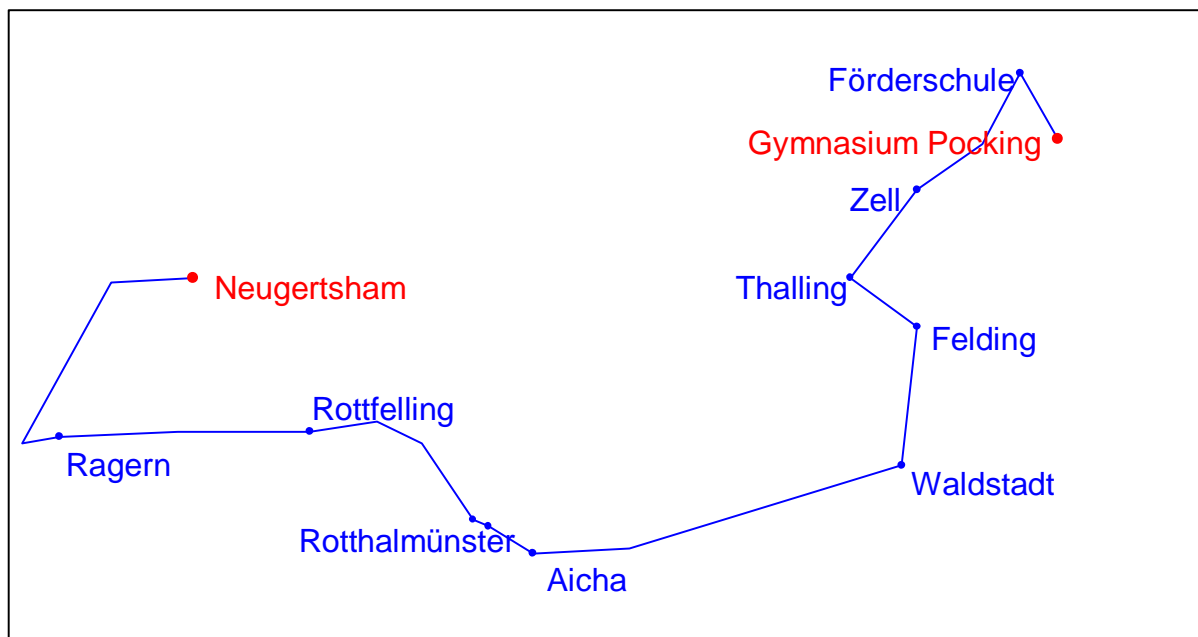 Förderschule
Gymnasium Pocking
Zell
Thalling
Neugertsham
Felding
Rottfelling
Ragern
Waldstadt
Rotthalmünster
Aicha